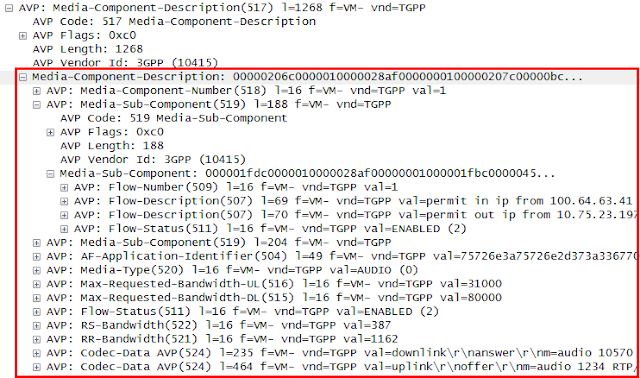 AVP: Media-Component-Description(517) l=1268 f=VM- vnd=TGPP
AVP Code: 517 Media-Component-Description
AVP Flags: 0xc0
AVP Length: 1268
AVP Vendor Id: 3GPP (10415)
Media-Component-Description: 00000206c0000010000028af0000000100000207c00000bc...
AVP: Media-Component-Number(518) l=16 f=VM- vnd=TGPP val=1
AVP: Media-Sub-Component(519) l=188 f=VM- vnd=TGPP
AVP Code: 519 Media-Sub-Component
AVP Flags: 0xc0
AVP Length: 188
AVP Vendor Id: 3GPP (10415)
Media-Sub-Component: 000001fdc0000010000028af00000001000001fbc0000045...
AVP: Flow-Number(509) l=16 f=VM- vnd=TGPP val=1
AVP: Flow-Description(507) l=69 f=VM- vnd=TGPP val=permit in ip from 100.64.63.41
AVP: Flow-Description(507) l=70 f=VM- vnd=TGPP val=permit out ip from 10.75.23.197
AVP: Flow-Status(511) l=16 f=VM- vnd=TGPP val=ENABLED (2)
AVP: Media-Sub-Component(519) l=204 f=VM- vnd=TGPP
AVP: AF-Application-Identifier(504) l=49 f=VM- vnd=TGPP val=75726e3a75726e2d373a336770
AVP: Media-Type(520) l=16 f=VM- vnd=TGPP val=AUDIO (0)
AVP: Max-Requested-Bandwidth-UL(516) l=16 f=VM- vnd=TGPP val=31000
AVP: Max-Requested-Bandwidth-DL(515) l=16 f=VM- vnd=TGPP val=80000
AVP: Flow-Status(511) l=16 f=VM- vnd=TGPP val=ENABLED (2)
AVP: RS-Bandwidth(522) l=16 f=VM- vnd=TGPP val=387
AVP: RR-Bandwidth(521) l=16 f=VM- vnd=TGPP val=1162
AVP: Codec-Data AVP(524) l=235 f=VM- vnd=TGPP val=downlink\r\nanswer\r\nm=audio 10570
AVP: Codec-Data AVP(524) l=464 f=VM- vnd=TGPP val=uplink\r\noffer\r\nm=audio 1234 RTP/